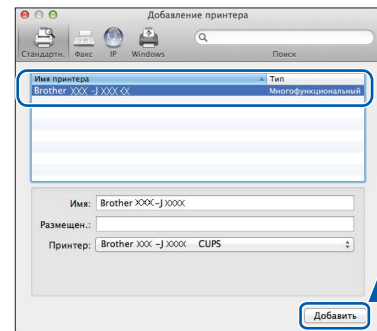 Добавление принтера
Стандартн. Факс IP Windows Поиск
Имя принтера Тип
Brother XXX -J XXX XX Многофункциональный
Имя: Brother XXX-J XXXX
Размещен.:
Принтер: Brother XXX -J XXXX CUPS
Добавить